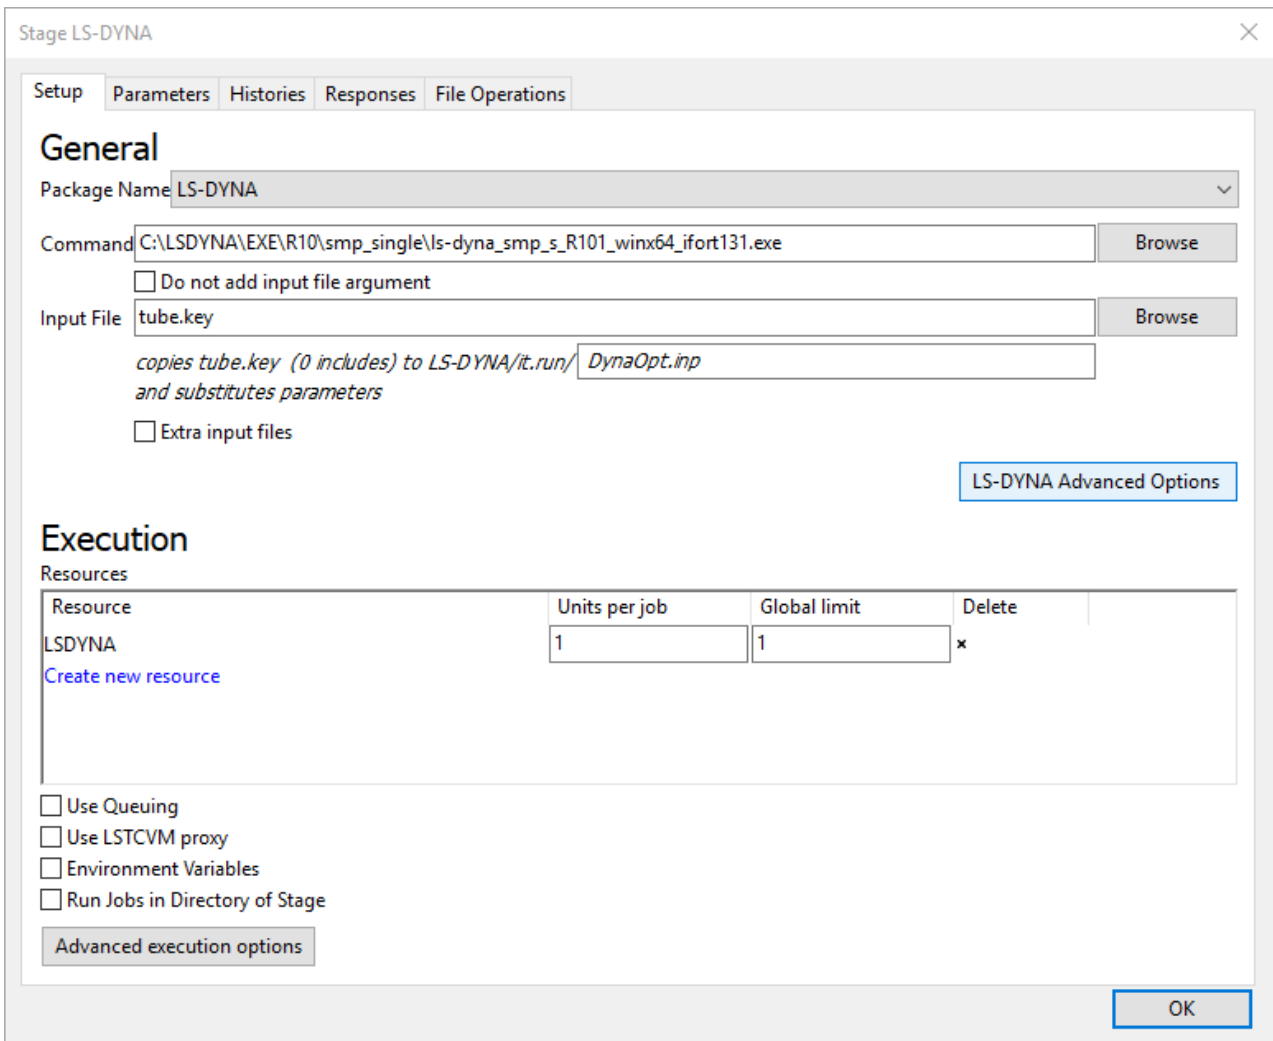 Stage LS-DYNA
Setup Parameters Histories Responses File Operations
General
Package Name LS-DYNA
Command C:\LSDYNA\EXE\R10\smp_single\ls-dyna_smp_s_R101_winx64_ifort131.exe Browse
Do not add input file argument
Input File tube.key Browse
copies tube.key (0 includes) to LS-DYNA/it.run/ DynaOpt.inp
and substitutes parameters
Extra input files
LS-DYNA Advanced Options
Execution
Resources
Resource Units per job Global limit Delete
LSDYNA 1 1 ×
Create new resource
Use Queuing
Use LSTCVM proxy
Environment Variables
Run Jobs in Directory of Stage
Advanced execution options
OK